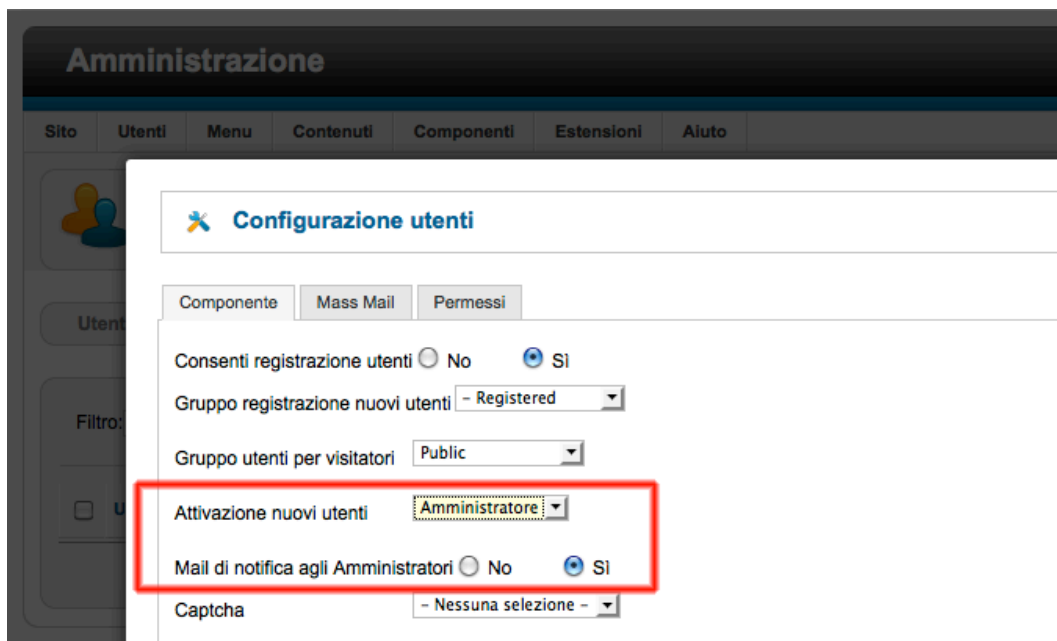 Amministrazione
Sito Utenti Menu Contenuti Componenti Estensioni Aiuto
Configurazione utenti
Componente Mass Mail Permessi
Consenti registrazione utenti No Sì
Gruppo registrazione nuovi utenti – Registered
Filtro:
Gruppo utenti per visitatori Public
Attivazione nuovi utenti Amministratore
Mail di notifica agli Amministratori No Sì
Captcha – Nessuna selezione –